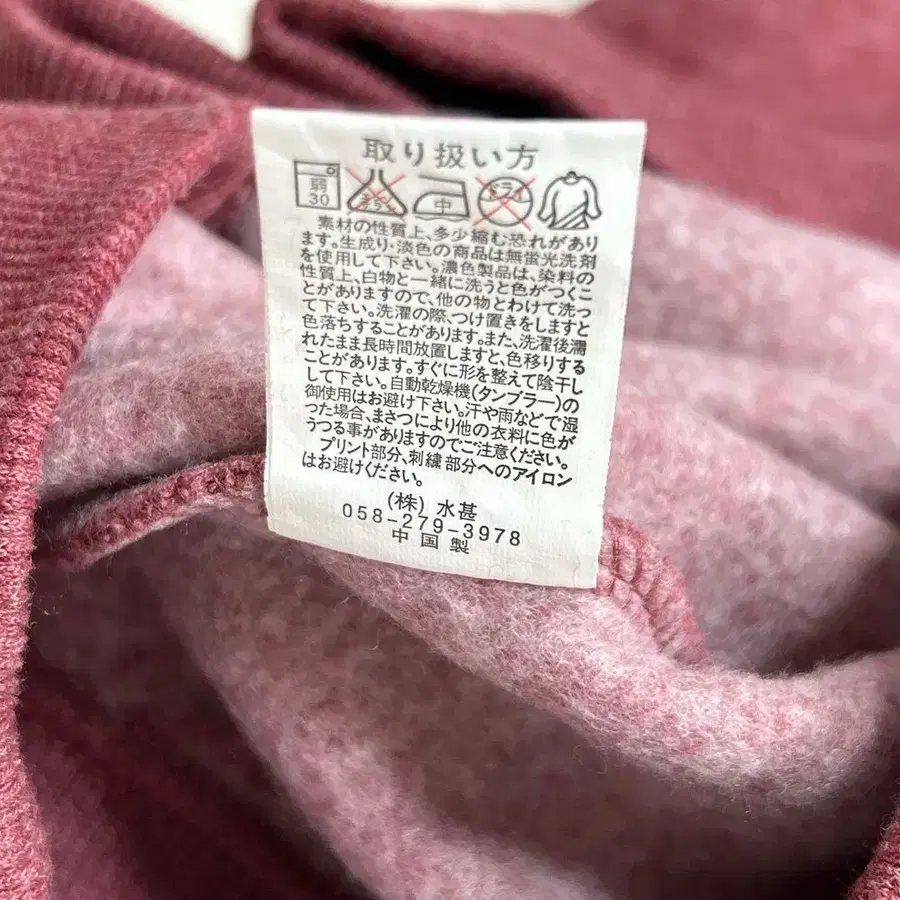 取り扱い方
弱
30
エンソ
サラシ
中
ドライ
素材の性質上、多少縮む恐れがあり
ます。生成り・淡色の商品は無蛍光洗剤
を使用して下さい。濃色製品は、染料の
性質上、白物と一緒に洗うと色がつくこ
とがありますので、他の物とわけて洗っ
て下さい。洗濯の際、つけ置きをしますと
色落ちすることがあります。また、洗濯後濡
れたまま長時間放置しますと、色移りする
ことがあります。すぐに形を整えて陰干し
して下さい。自動乾燥機(タンブラー)の
御使用はお避け下さい。汗や雨などで湿
った場合、まさつにより他の衣料に色が
うつる事がありますのでご注意ください。
プリント部分、刺繍部分へのアイロン
はお避けください。
(株) 水甚
058-279-3978
中国製